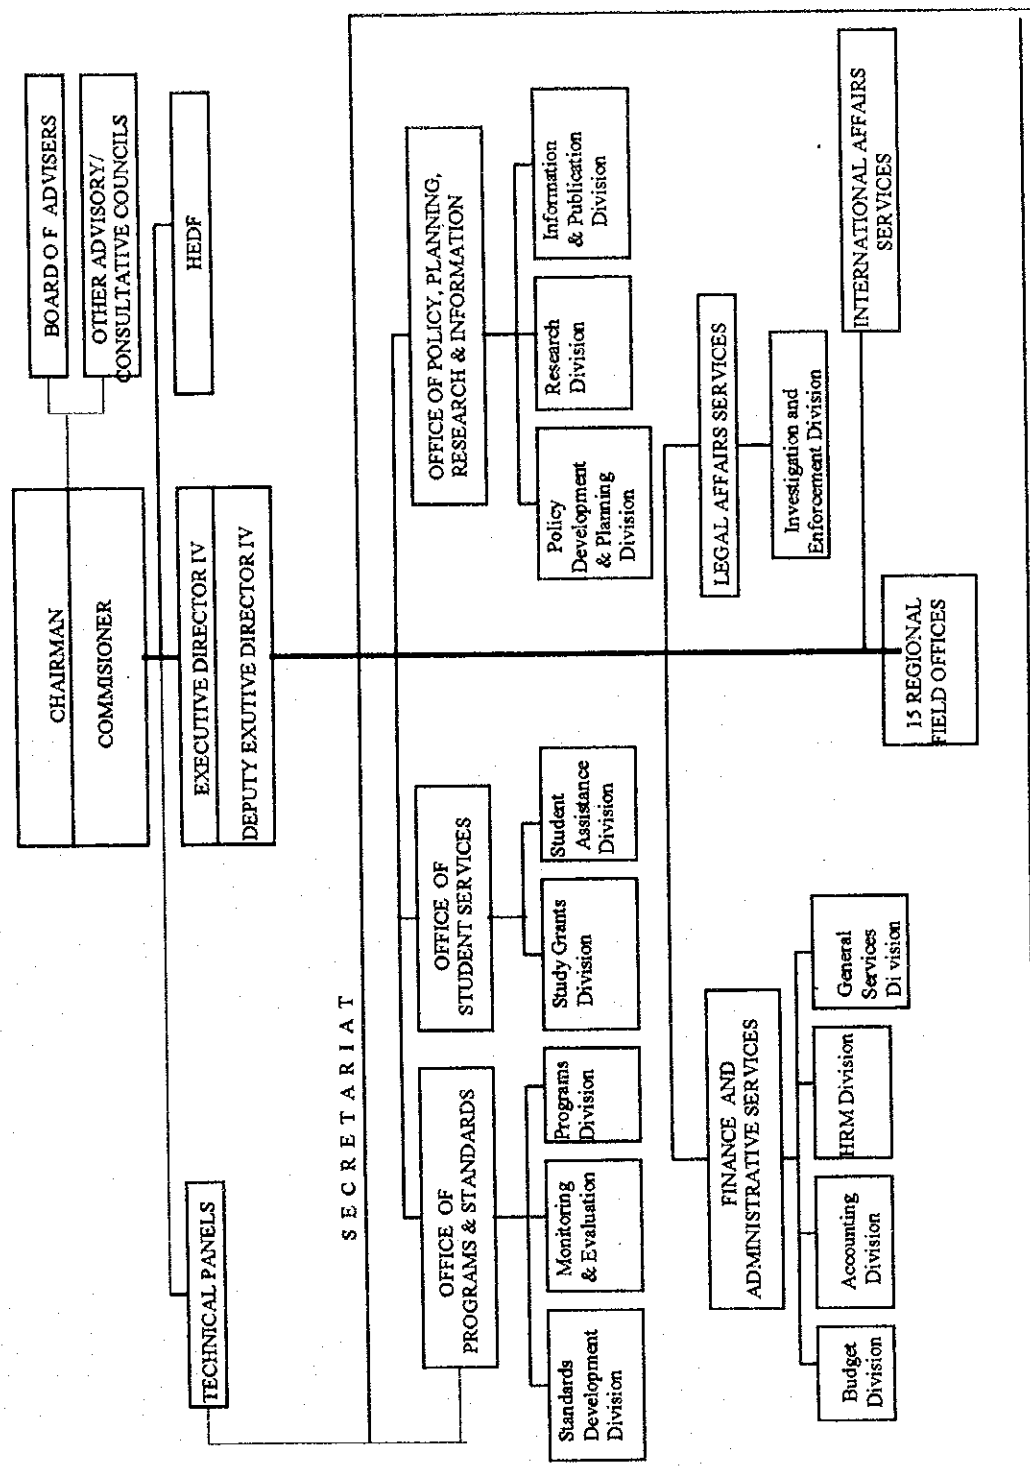 CHAIRMAN
COMMISIONER
BOARD OF ADVISERS
OTHER ADVISORY/
CONSULTATIVE COUNCILS
HEDF
EXECUTIVE DIRECTOR IV
DEPUTY EXUTIVE DIRECTOR IV
TECHNICAL PANELS
SECRETARIAT
OFFICE OF
PROGRAMS & STANDARDS
Standards
Development
Division
Monitoring
& Evaluation
Programs
Division
OFFICE OF
STUDENT SERVICES
Study Grants
Division
Student
Assistance
Division
OFFICE OF POLICY, PLANNING,
RESEARCH & INFORMATION
Policy
Development
& Planning
Division
Research
Division
Information
& Publication
Division
FINANCE AND
ADMINISTRATIVE SERVICES
Budget
Division
Accounting
Division
HRM Division
General
Services
Di vision
LEGAL AFFAIRS SERVICES
Investigation and
Enforcement Division
INTERNATIONAL AFFAIRS
SERVICES
15 REGIONAL
FIELD OFFICES